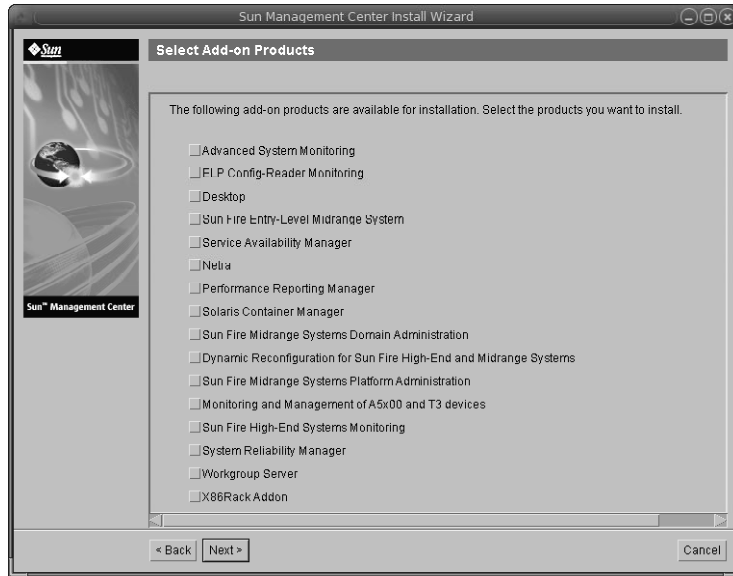 Sun Management Center Install Wizard
Sun
Select Add-on Products
The following add-on products are available for installation. Select the products you want to install.
Advanced System Monitoring
ELP Config-Reader Monitoring
Desktop
Sun Fire Entry-Level Midrange System
Service Availability Manager
Netra
Performance Reporting Manager
Solaris Container Manager
Sun Fire Midrange Systems Domain Administration
Dynamic Reconfiguration for Sun Fire High-End and Midrange Systems
Sun Fire Midrange Systems Platform Administration
Monitoring and Management of A5x00 and T3 devices
Sun Fire High-End Systems Monitoring
System Reliability Manager
Workgroup Server
X86Rack Addon
Sun™ Management Center
< Back
Next >
Cancel